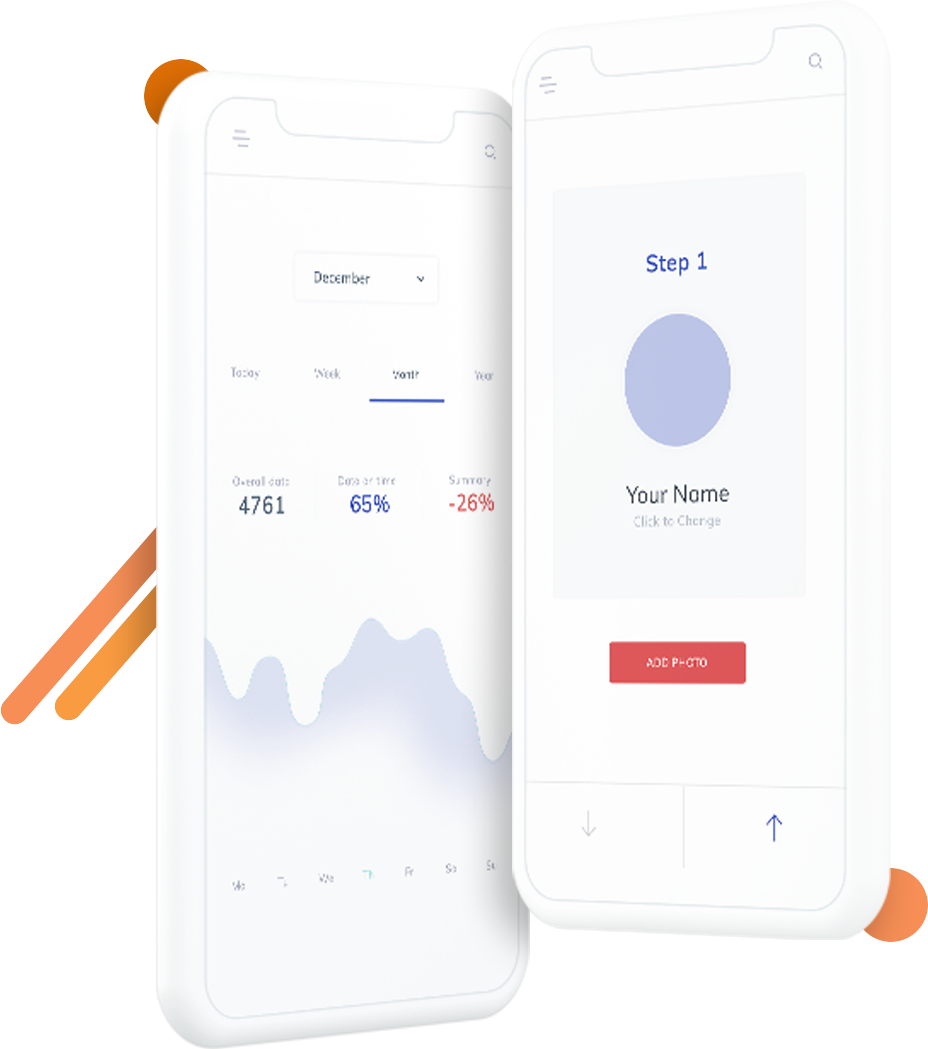 December
Today Week Month Year
Overall data Data on time Summary
4761 65% -26%
Mo Tu We Th Fr Sa Su
Step 1
Your Name
Click to Change
ADD PHOTO